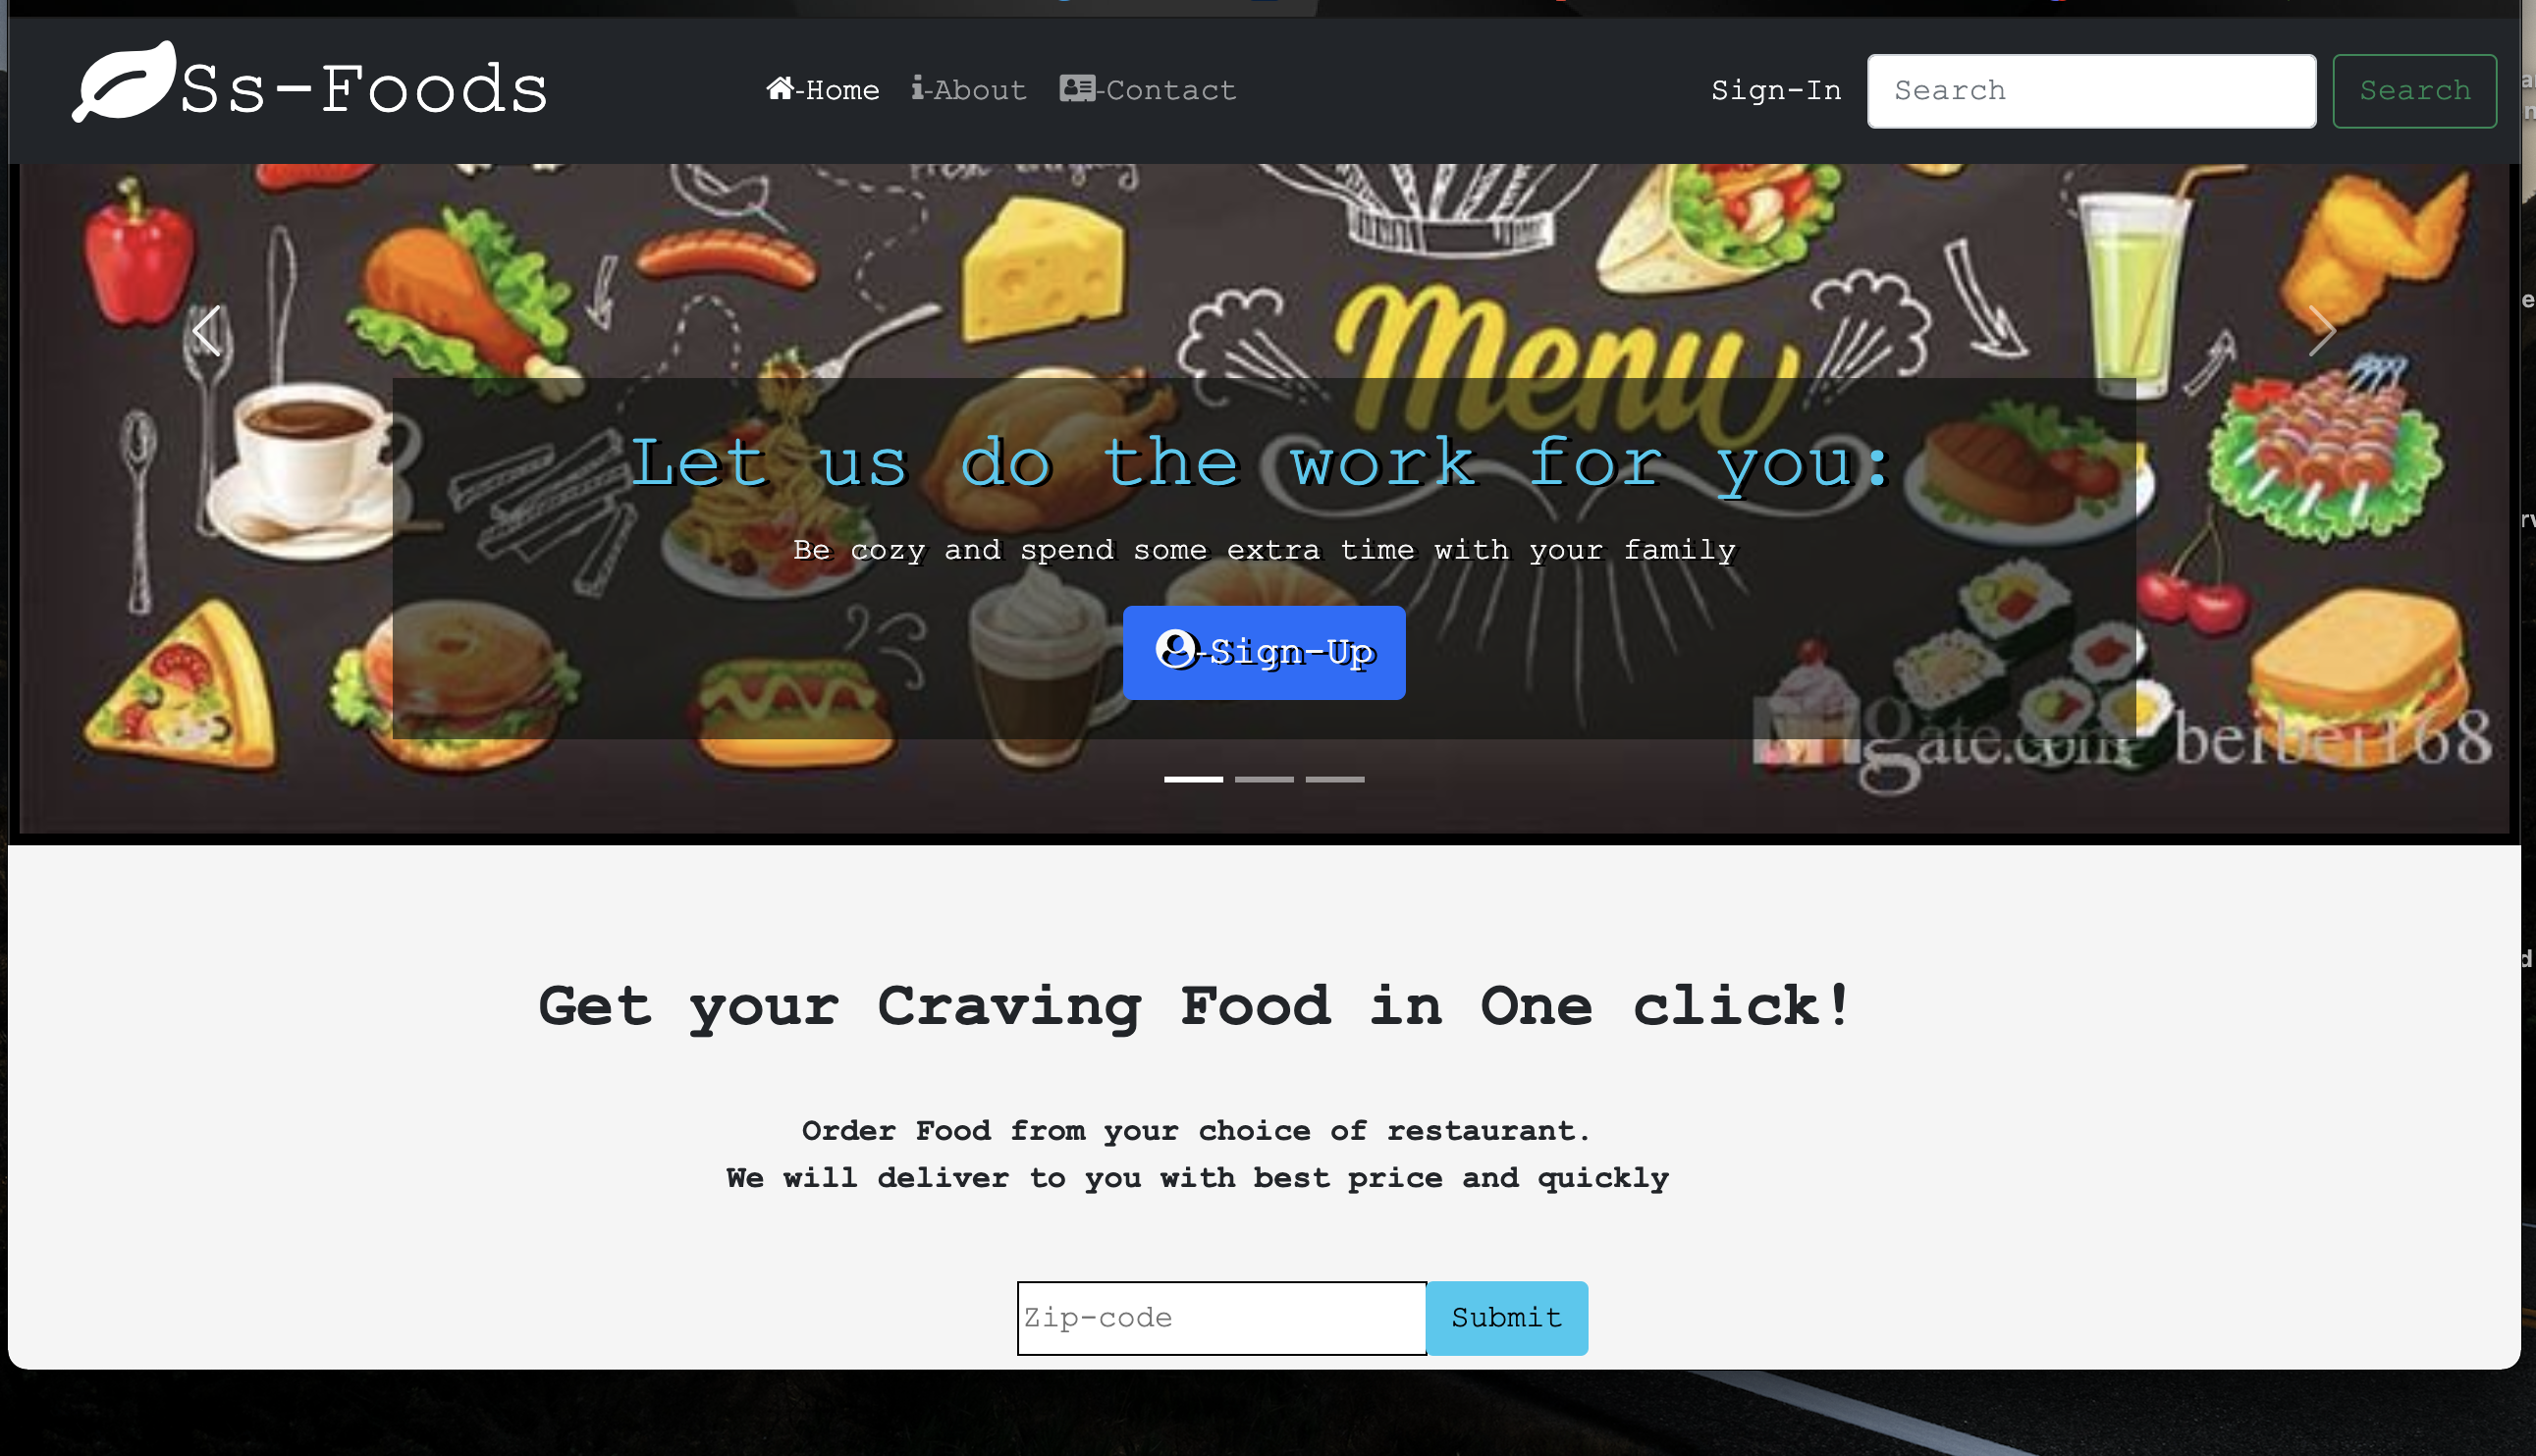 Ss-Foods
-Home
-About
-Contact
Sign-In
Search
Search
Fresh
Menu
Let us do the work for you:
Be cozy and spend some extra time with your family
-Sign-Up
gate.com beibei168
Get your Craving Food in One click!
Order Food from your choice of restaurant.
We will deliver to you with best price and quickly
Zip-code
Submit